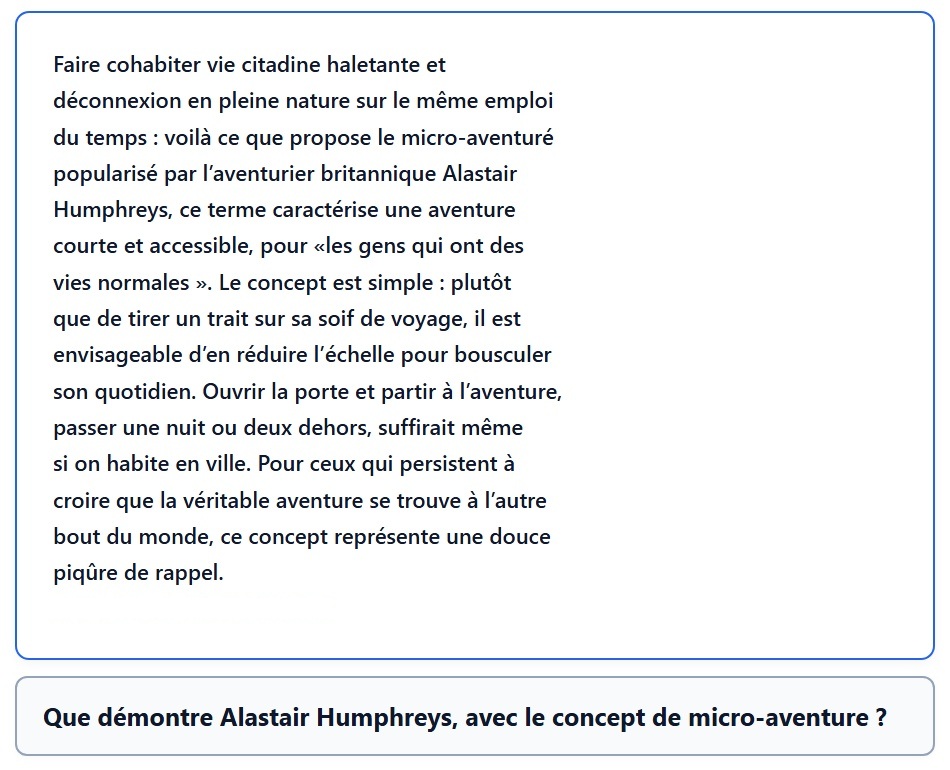 Faire cohabiter vie citadine haletante et
déconnexion en pleine nature sur le même emploi
du temps : voilà ce que propose le micro-aventuré
popularisé par l’aventurier britannique Alastair
Humphreys, ce terme caractérise une aventure
courte et accessible, pour «les gens qui ont des
vies normales ». Le concept est simple : plutôt
que de tirer un trait sur sa soif de voyage, il est
envisageable d’en réduire l’échelle pour bousculer
son quotidien. Ouvrir la porte et partir à l’aventure,
passer une nuit ou deux dehors, suffirait même
si on habite en ville. Pour ceux qui persistent à
croire que la véritable aventure se trouve à l’autre
bout du monde, ce concept représente une douce
piqûre de rappel.
Que démontre Alastair Humphreys, avec le concept de micro-aventure ?